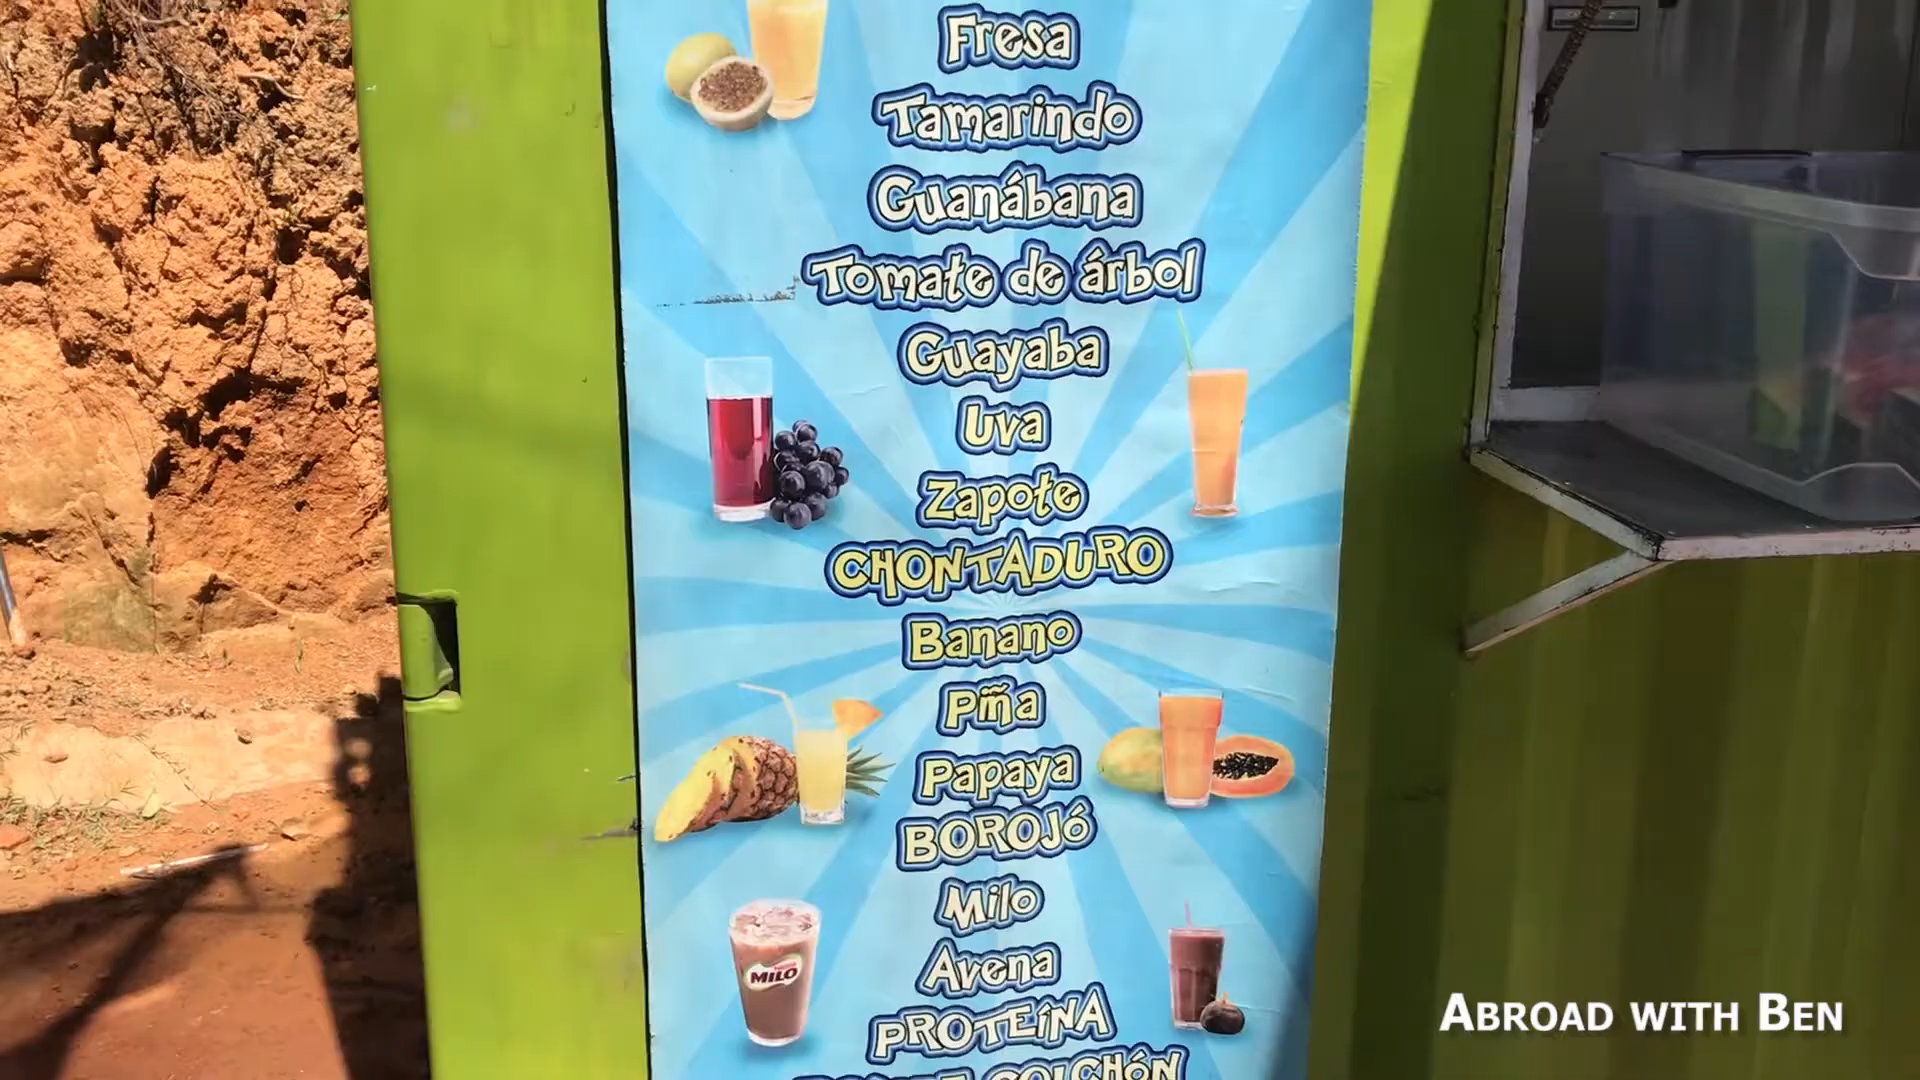 Fresa
Tamarindo
Guanábana
Tomate de árbol
Guayaba
Uva
Zapote
CHONTADURO
Banano
Piña
Papaya
BOROJÓ
Milo
Avena
MILO
PROTEÍNA
COLCHÓN
ABROAD WITH BEN